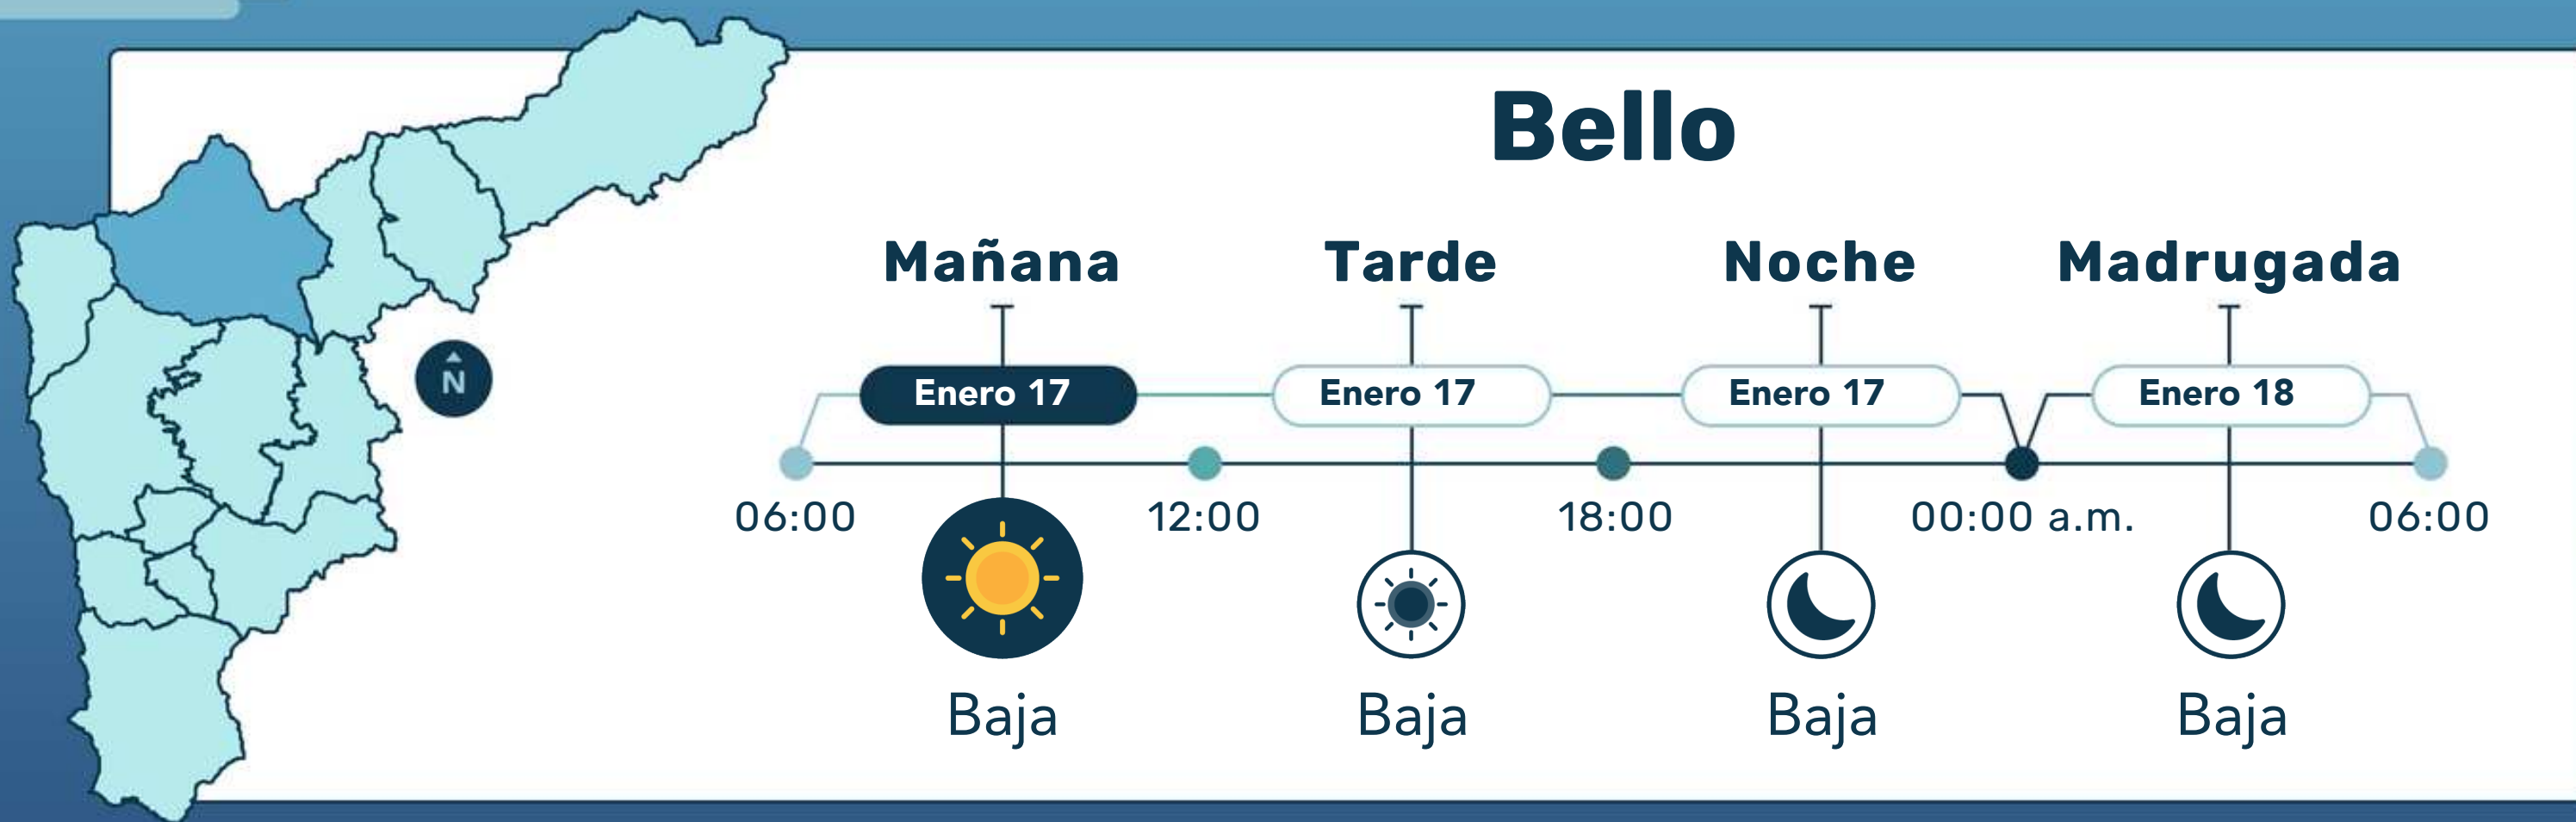 Bello
Mañana Tarde Noche Madrugada
N
Enero 17 Enero 17 Enero 17 Enero 18
06:00 12:00 18:00 00:00 a.m. 06:00
Baja Baja Baja Baja